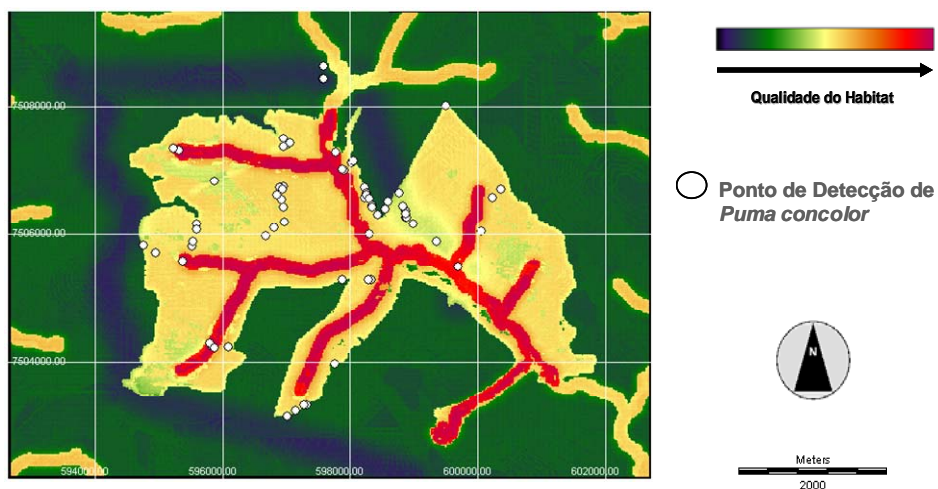 7508000.00
7506000.00
7504000.00
594000.00
596000.00
598000.00
600000.00
602000.00
Qualidade do Habitat
Ponto de Detecção de
Puma concolor
N
Meters
2000